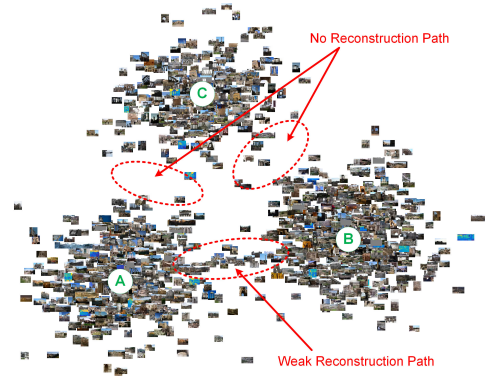 No Reconstruction Path
C
B
A
Weak Reconstruction Path